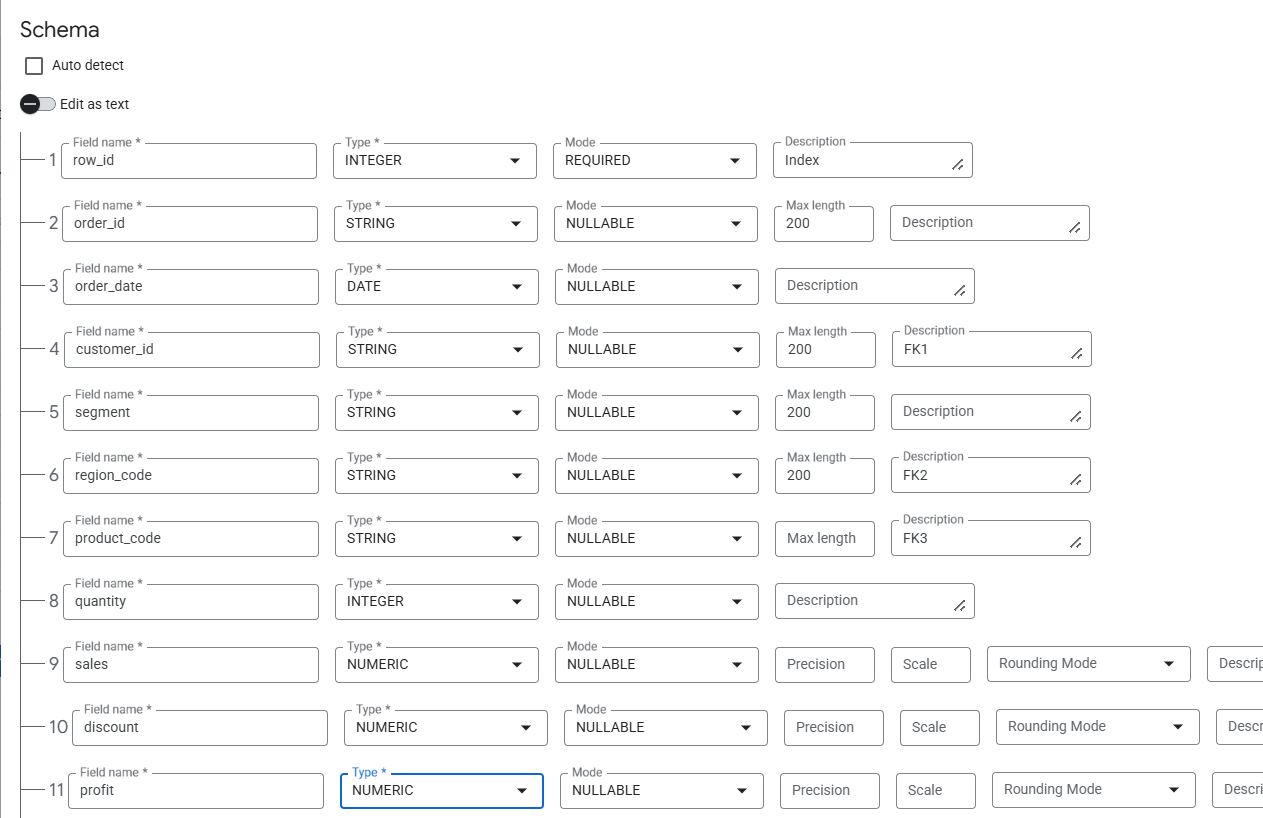 Schema
Auto detect
Edit as text
Field name * Type * Mode Description
1 row_id INTEGER REQUIRED Index
Field name * Type * Mode Max length
2 order_id STRING NULLABLE 200 Description
Field name * Type * Mode
3 order_date DATE NULLABLE Description
Field name * Type * Mode Max length Description
4 customer_id STRING NULLABLE 200 FK1
Field name * Type * Mode Max length
5 segment STRING NULLABLE 200 Description
Field name * Type * Mode Max length Description
6 region_code STRING NULLABLE 200 FK2
Field name * Type * Mode Description
7 product_code STRING NULLABLE Max length FK3
Field name * Type * Mode
8 quantity INTEGER NULLABLE Description
Field name * Type * Mode
9 sales NUMERIC NULLABLE Precision Scale Rounding Mode Descrip
Field name * Type * Mode
10 discount NUMERIC NULLABLE Precision Scale Rounding Mode Descr
Field name * Type * Mode
11 profit NUMERIC NULLABLE Precision Scale Rounding Mode Descri